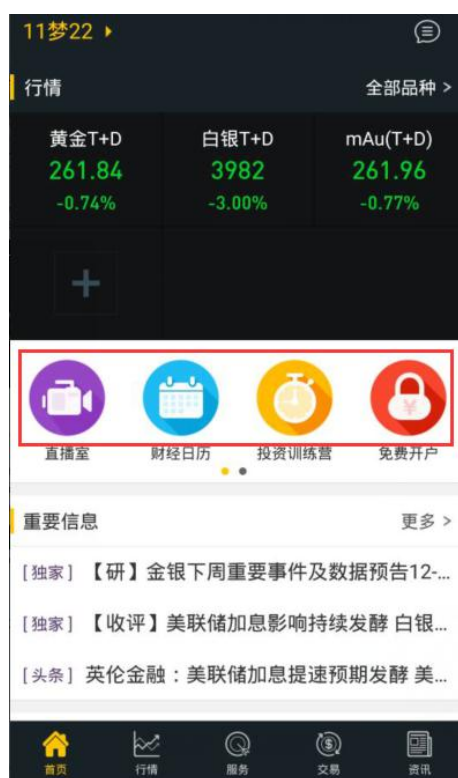 11梦22
行情 全部品种 >
黄金T+D 白银T+D mAu(T+D)
261.84 3982 261.96
-0.74% -3.00% -0.77%
直播室 财经日历 投资训练营 免费开户
重要信息 更多 >
[独家] 【研】金银下周重要事件及数据预告12-...
[独家] 【收评】美联储加息影响持续发酵 白银...
[头条] 英伦金融：美联储加息提速预期发酵 美...
首页 行情 服务 交易 资讯